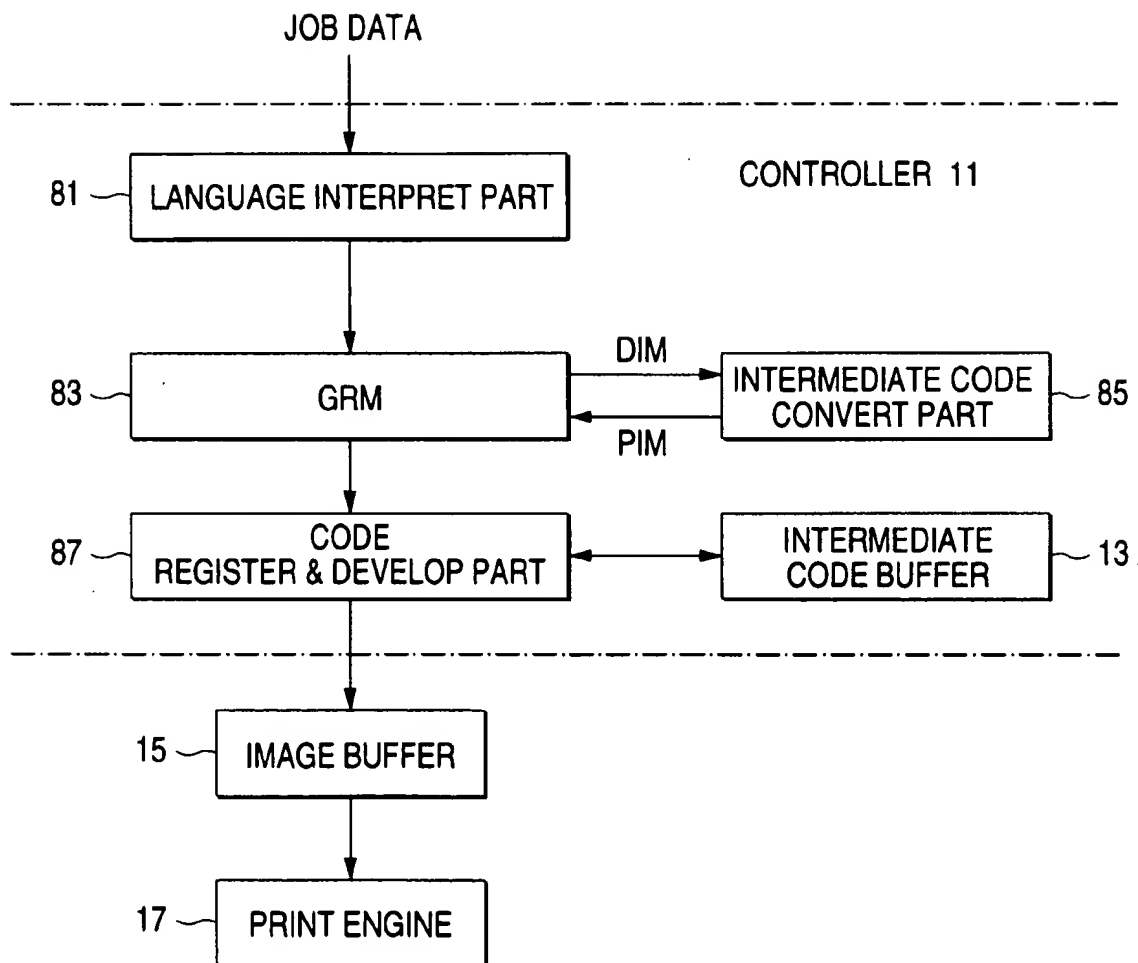 JOB DATA
CONTROLLER 11
81
LANGUAGE INTERPRET PART
83
GRM
DIM
PIM
INTERMEDIATE CODE
CONVERT PART
85
87
CODE
REGISTER & DEVELOP PART
INTERMEDIATE
CODE BUFFER
13
15
IMAGE BUFFER
17
PRINT ENGINE